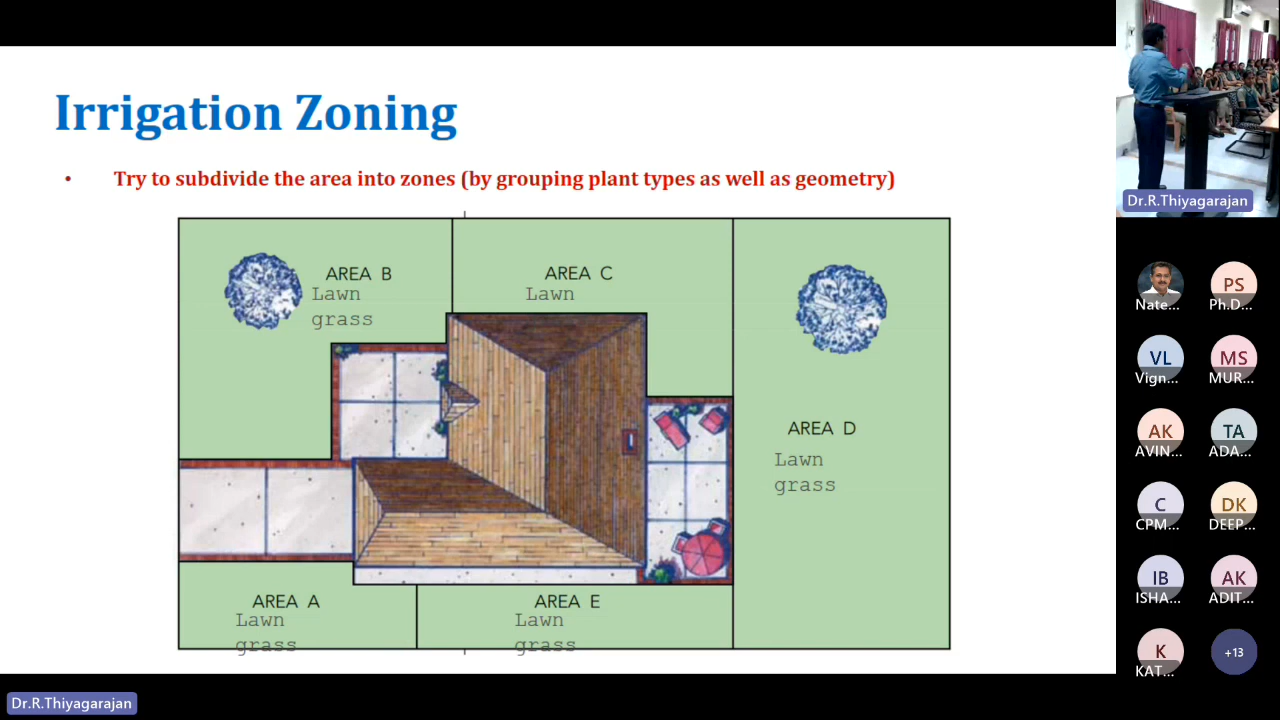 Irrigation Zoning
• Try to subdivide the area into zones (by grouping plant types as well as geometry)
AREA B
Lawn
grass
AREA C
Lawn
AREA D
Lawn
grass
AREA A
Lawn
grass
AREA E
Lawn
grass
Dr.R.Thiyagarajan
Dr.R.Thiyagarajan
Nate...
PS
Ph.D...
VL
Vign...
MS
MUR...
AK
AVIN...
TA
ADA...
C
CPM...
DK
DEEP...
IB
ISHA...
AK
ADIT...
K
KAT...
+13